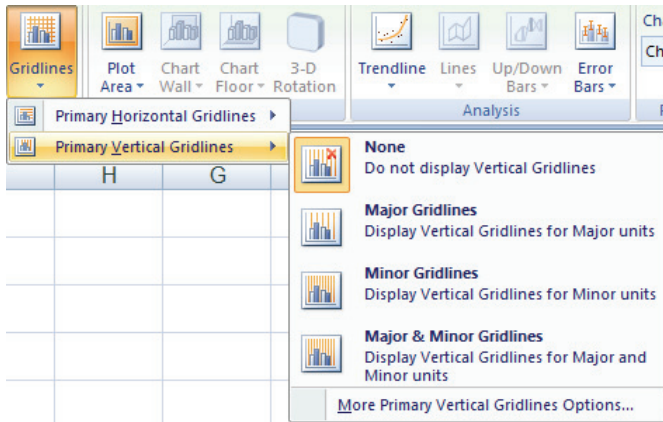 Ch
Ch
Gridlines
Plot Area
Chart Wall
Chart Floor
3-D Rotation
Trendline
Lines
Up/Down Bars
Error Bars
Analysis
Primary Horizontal Gridlines
Primary Vertical Gridlines
H G
None
Do not display Vertical Gridlines
Major Gridlines
Display Vertical Gridlines for Major units
Minor Gridlines
Display Vertical Gridlines for Minor units
Major & Minor Gridlines
Display Vertical Gridlines for Major and
Minor units
More Primary Vertical Gridlines Options...